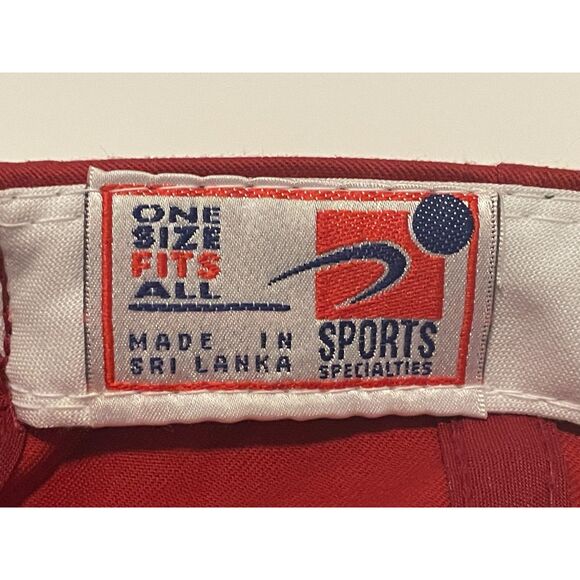 ONE
SIZE
FITS
ALL
MADE IN
SRI LANKA
SPORTS
SPECIALTIES